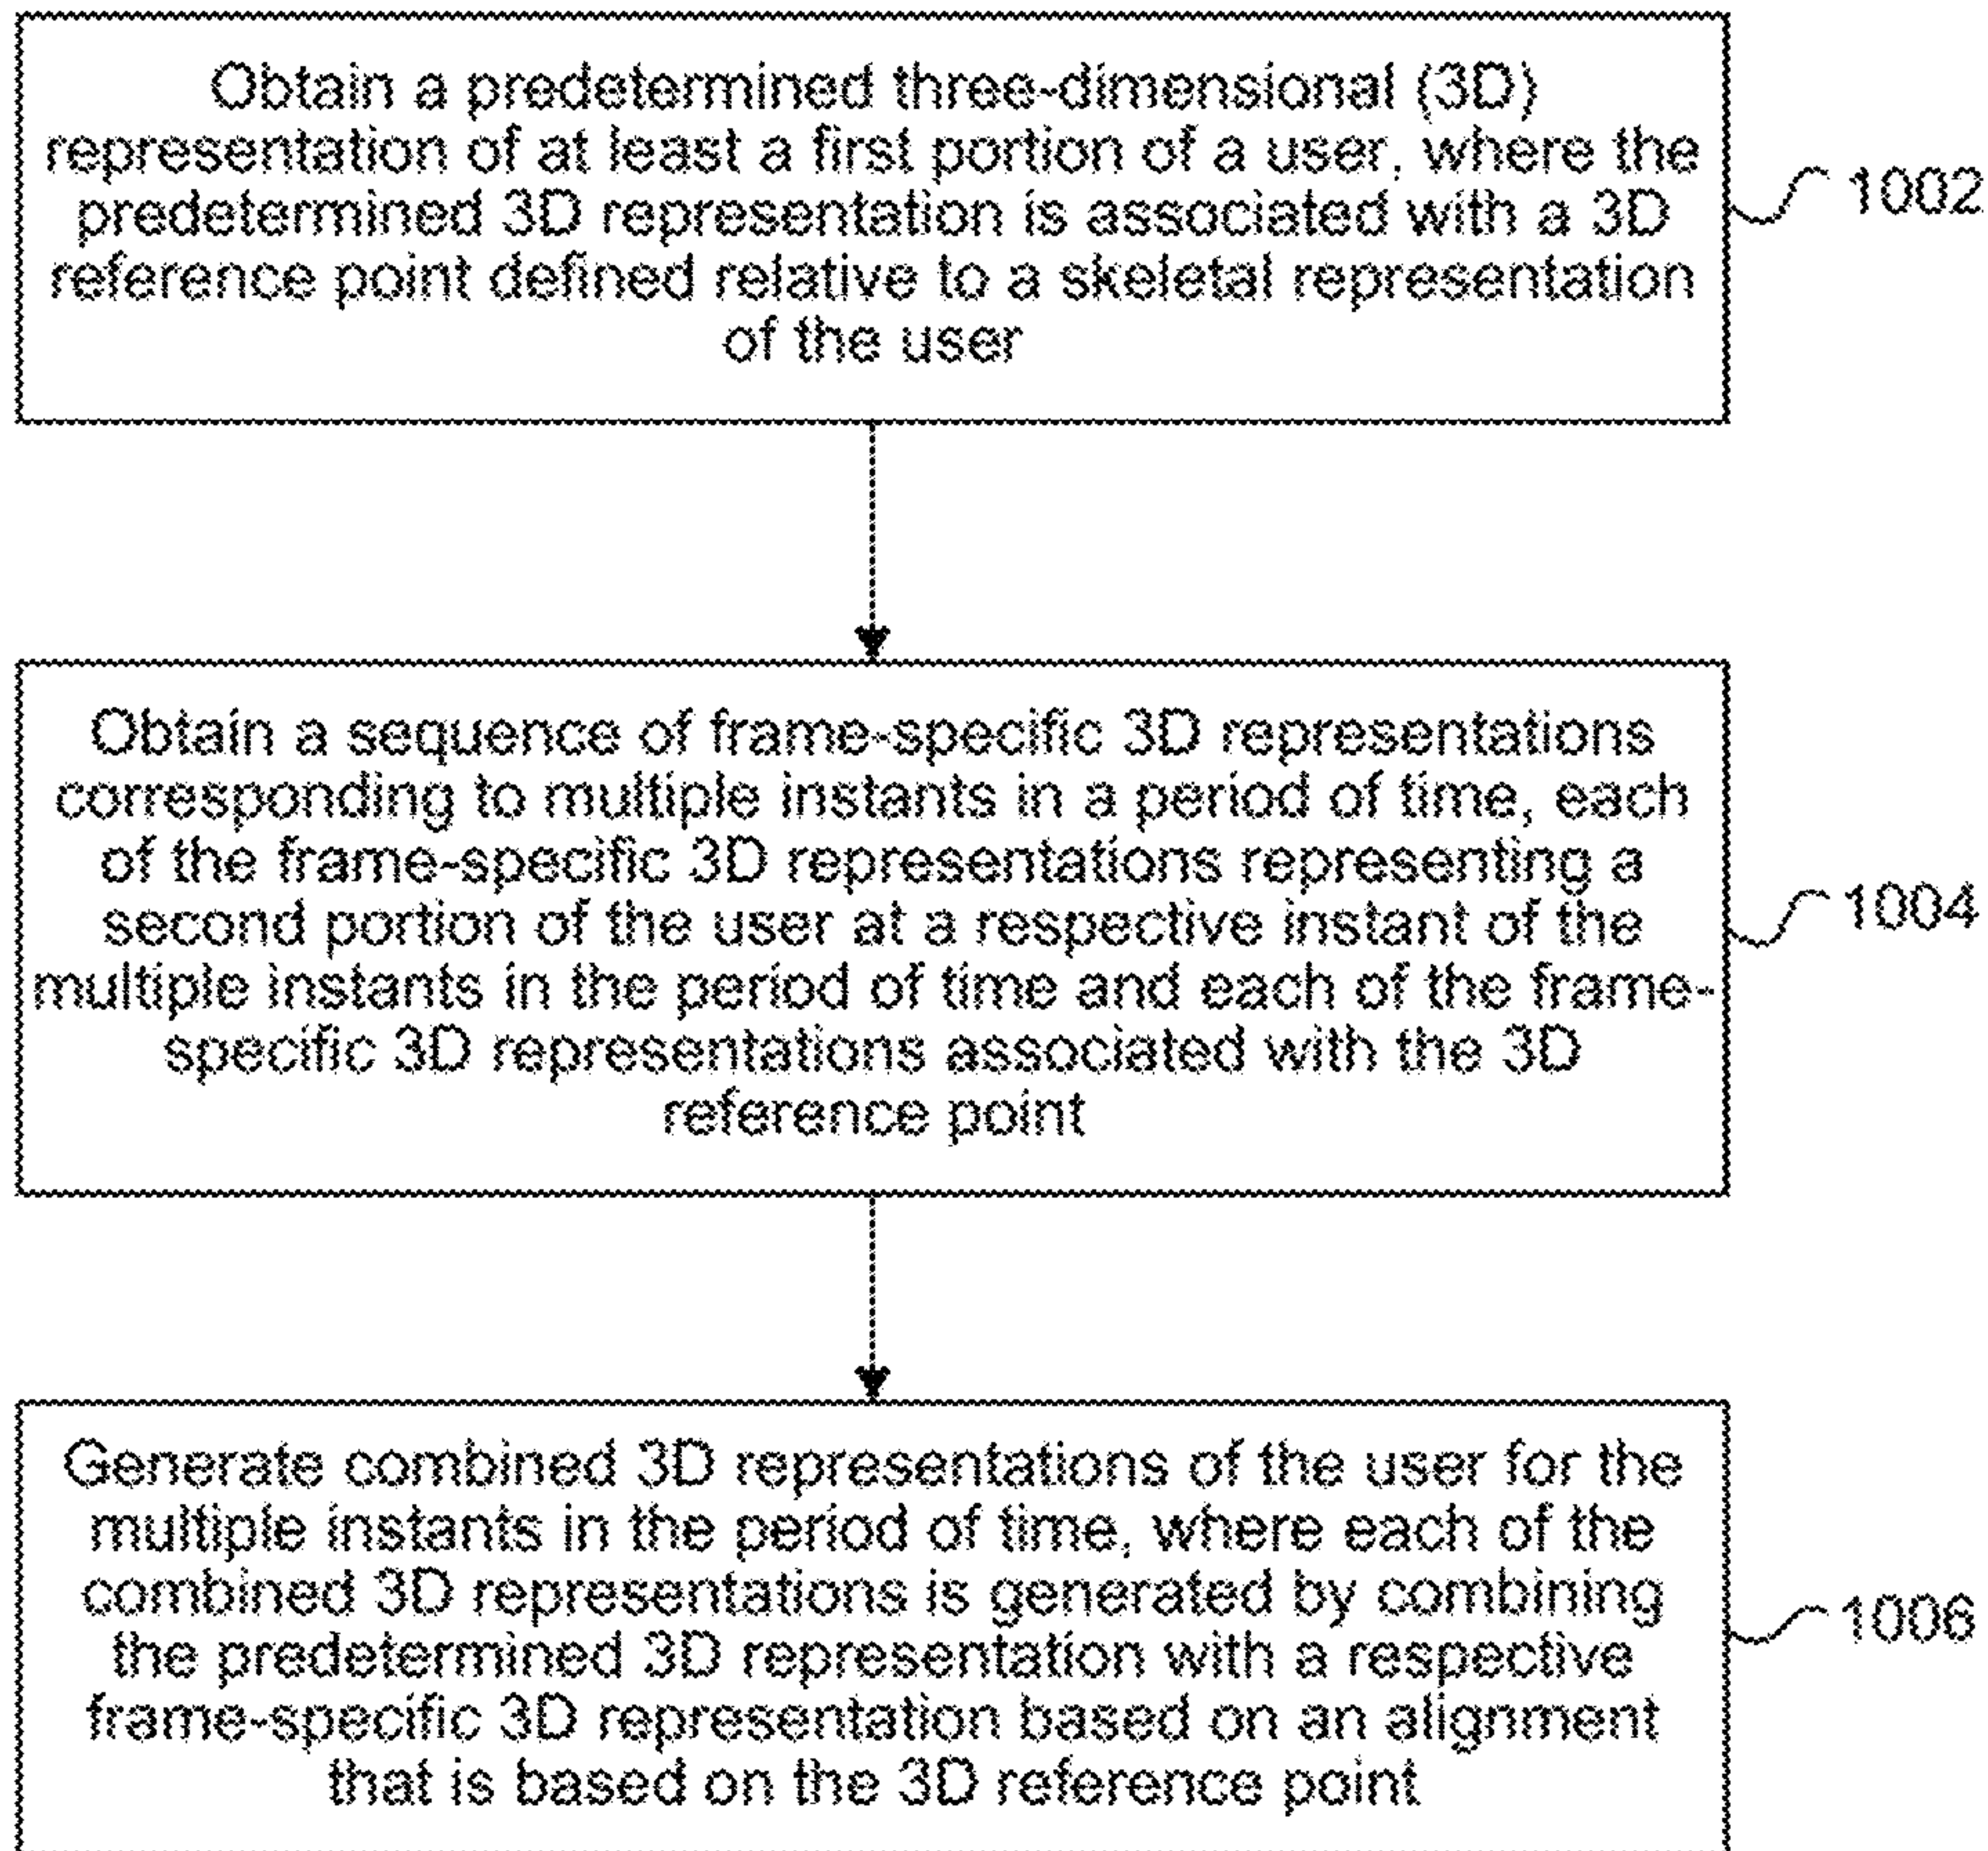 Obtain a predetermined three-dimensional (3D)
representation of at least a first portion of a user, where the
predetermined 3D representation is associated with a 3D
reference point defined relative to a skeletal representation
of the user
1002
Obtain a sequence of frame-specific 3D representations
corresponding to multiple instants in a period of time, each
of the frame-specific 3D representations representing a
second portion of the user at a respective instant of the
multiple instants in the period of time and each of the frame-
specific 3D representations associated with the 3D
reference point
1004
Generate combined 3D representations of the user for the
multiple instants in the period of time, where each of the
combined 3D representations is generated by combining
the predetermined 3D representation with a respective
frame-specific 3D representation based on an alignment
that is based on the 3D reference point
1006